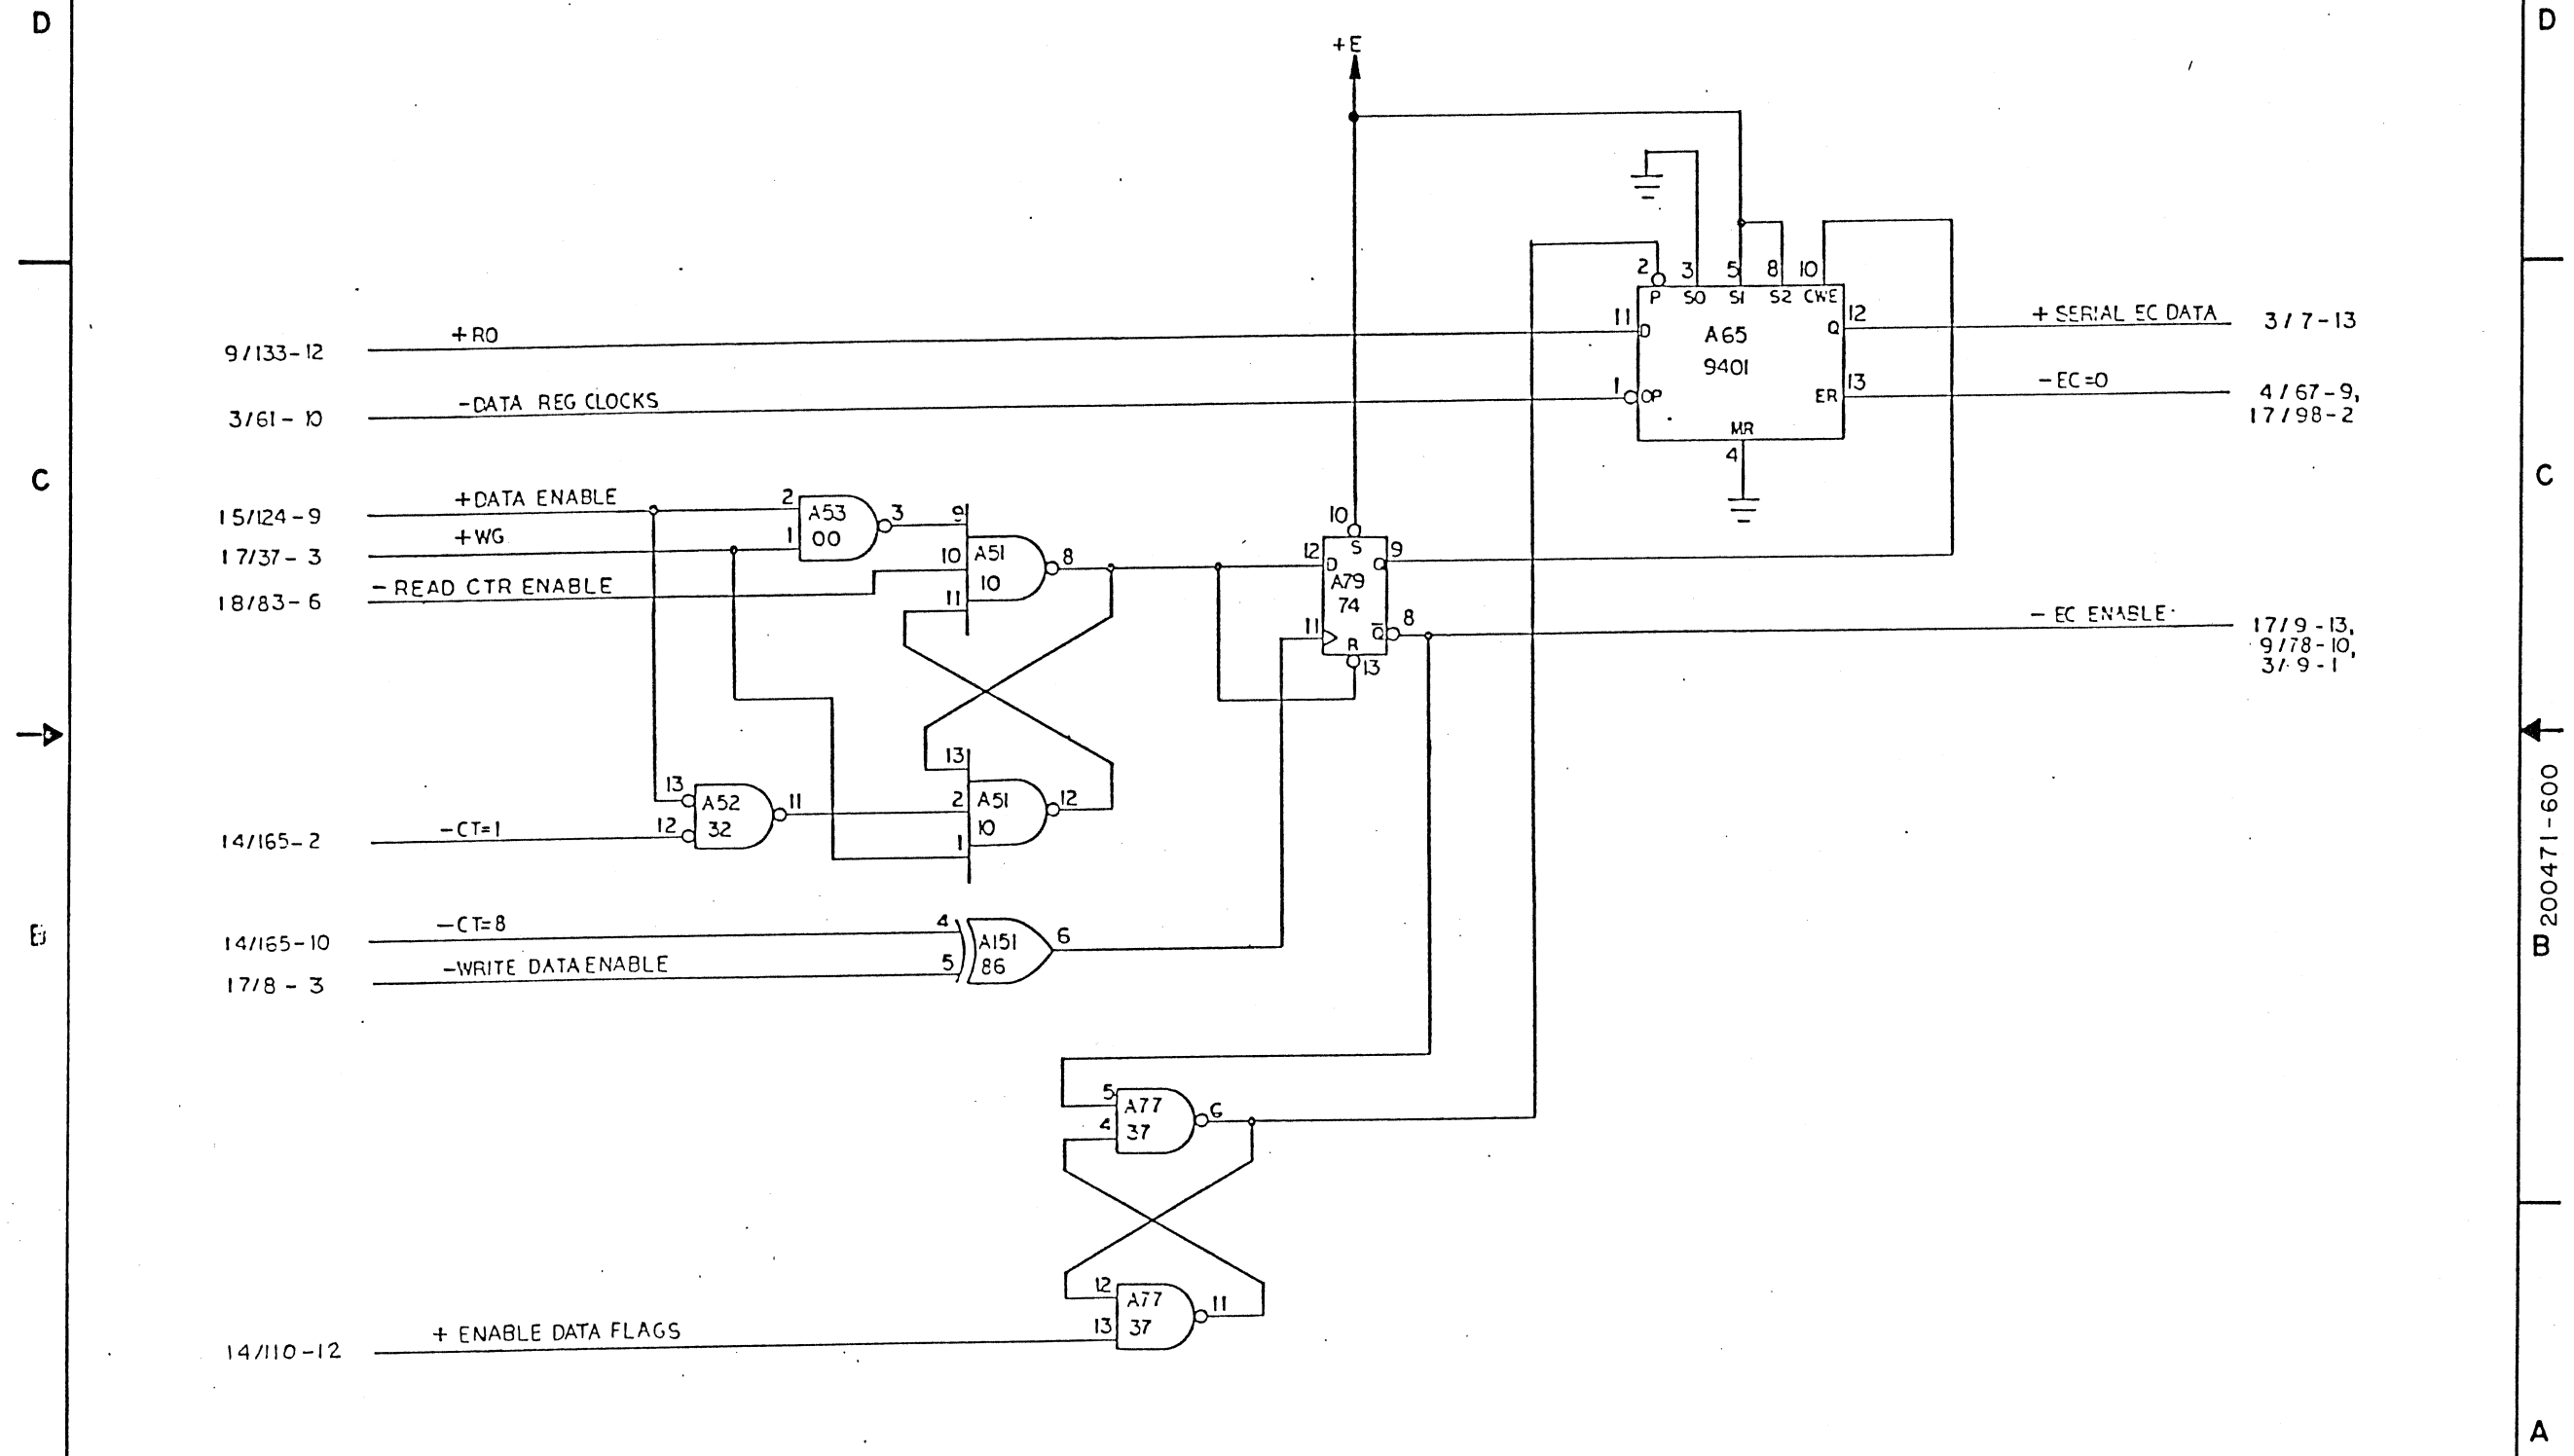 D
D
+E
2 3 5 8 10
P S0 S1 S2 CWE
11 D A65 Q 12
9401
1 OP ER 13
MR
4
+ SERIAL EC DATA 3/7-13
-EC=0 4/67-9,
17/98-2
9/133-12 +R0
3/61-10 -DATA REG CLOCKS
C
C
15/124-9 +DATA ENABLE
17/37-3 +WG
18/83-6 - READ CTR ENABLE
2 A53 3
1 00
9
10 A51 8
11 10
10
S
12 D Q 9
A79
74
11 Q 8
R
13
- EC ENABLE 17/9-13,
9/78-10,
3/9-1
13 A52 11
12 32
14/165-2 -CT=1
13
2 A51 12
10
1
200471-600
B
B
14/165-10 -CT=8
17/8-3 -WRITE DATA ENABLE
4 A151 6
5 86
5 A77 6
4 37
12 A77 11
13 37
14/110-12 + ENABLE DATA FLAGS
A